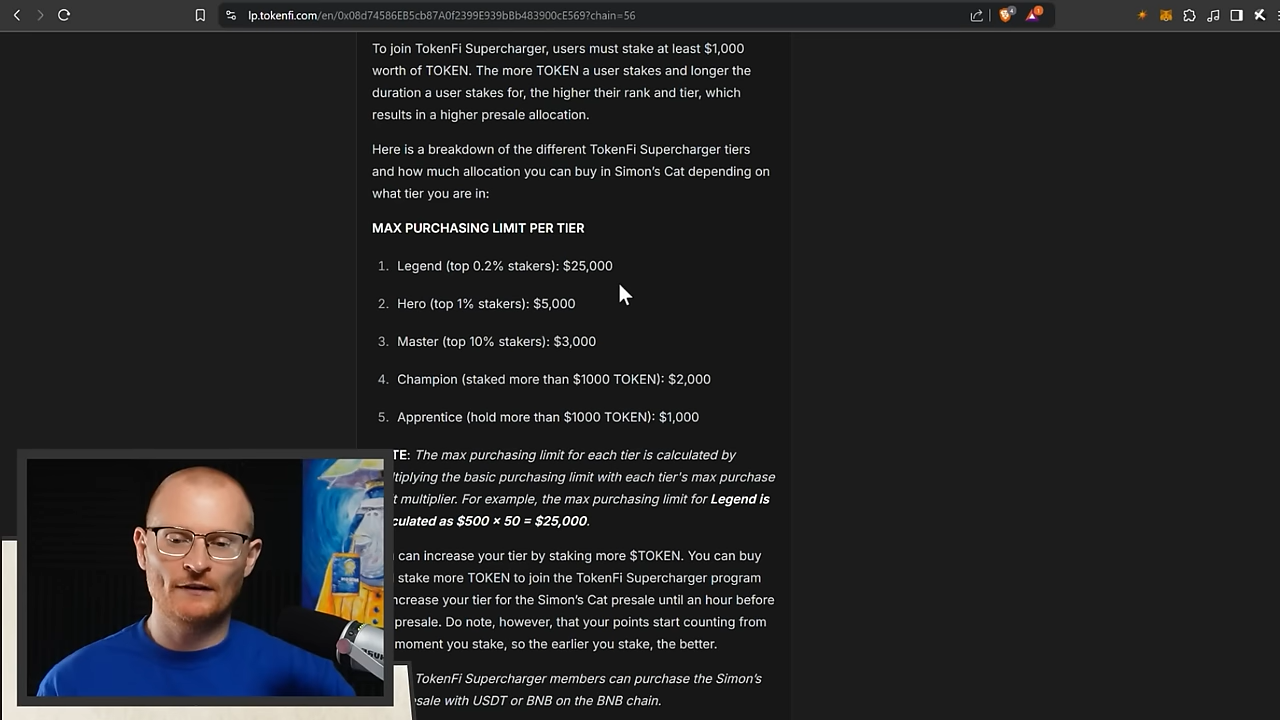 lp.tokenfi.com/en/0x08d74586EB5cb87A0f2399E939bBb483900cE569?chain=56
To join TokenFi Supercharger, users must stake at least $1,000
worth of TOKEN. The more TOKEN a user stakes and longer the
duration a user stakes for, the higher their rank and tier, which
results in a higher presale allocation.
Here is a breakdown of the different TokenFi Supercharger tiers
and how much allocation you can buy in Simon's Cat depending on
what tier you are in:
MAX PURCHASING LIMIT PER TIER
1. Legend (top 0.2% stakers): $25,000
2. Hero (top 1% stakers): $5,000
3. Master (top 10% stakers): $3,000
4. Champion (staked more than $1000 TOKEN): $2,000
5. Apprentice (hold more than $1000 TOKEN): $1,000
TE: The max purchasing limit for each tier is calculated by
tiplying the basic purchasing limit with each tier's max purchase
t multiplier. For example, the max purchasing limit for Legend is
culated as $500 × 50 = $25,000.
can increase your tier by staking more $TOKEN. You can buy
stake more TOKEN to join the TokenFi Supercharger program
ncrease your tier for the Simon's Cat presale until an hour before
presale. Do note, however, that your points start counting from
moment you stake, so the earlier you stake, the better.
TokenFi Supercharger members can purchase the Simon's
esale with USDT or BNB on the BNB chain.